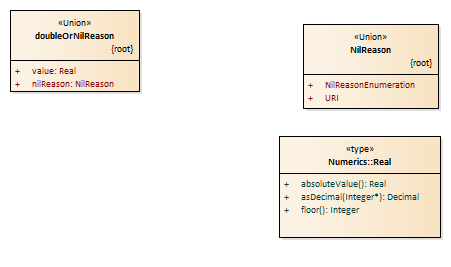 «Union»
doubleOrNilReason
{root}
+ value: Real
+ nilReason: NilReason
«Union»
NilReason
{root}
+ NilReasonEnumeration
+ URI
«type»
Numerics::Real
+ absoluteValue(): Real
+ asDecimal(Integer*): Decimal
+ floor(): Integer